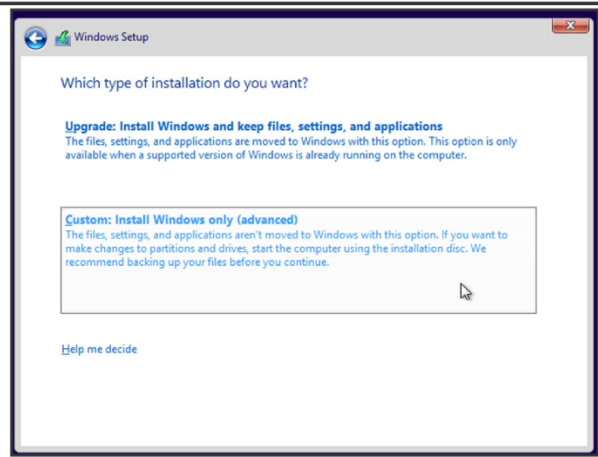 Windows Setup
Which type of installation do you want?
Upgrade: Install Windows and keep files, settings, and applications
The files, settings, and applications are moved to Windows with this option. This option is only
available when a supported version of Windows is already running on the computer.
Custom: Install Windows only (advanced)
The files, settings, and applications aren't moved to Windows with this option. If you want to
make changes to partitions and drives, start the computer using the installation disc. We
recommend backing up your files before you continue.
Help me decide